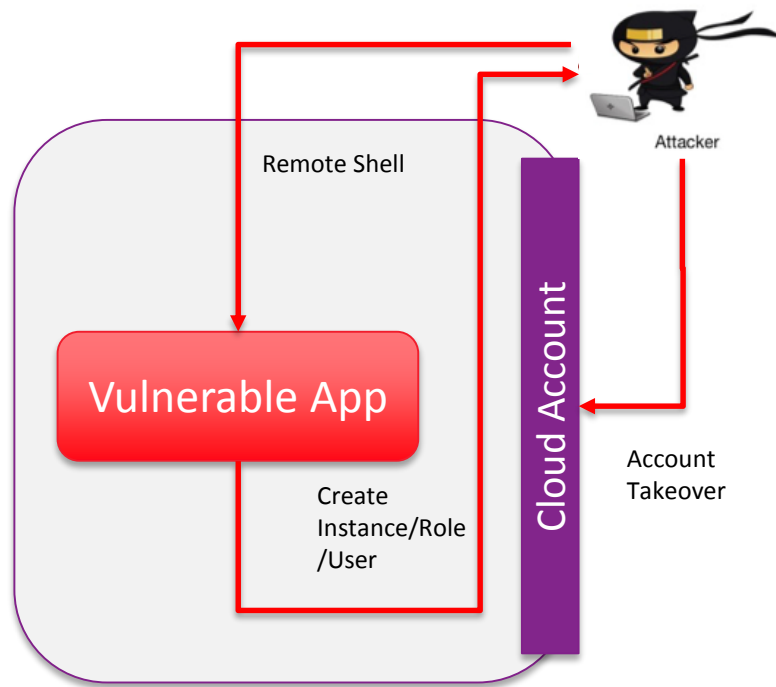 Attacker
Remote Shell
Vulnerable App
Cloud Account
Create
Instance/Role
/User
Account
Takeover